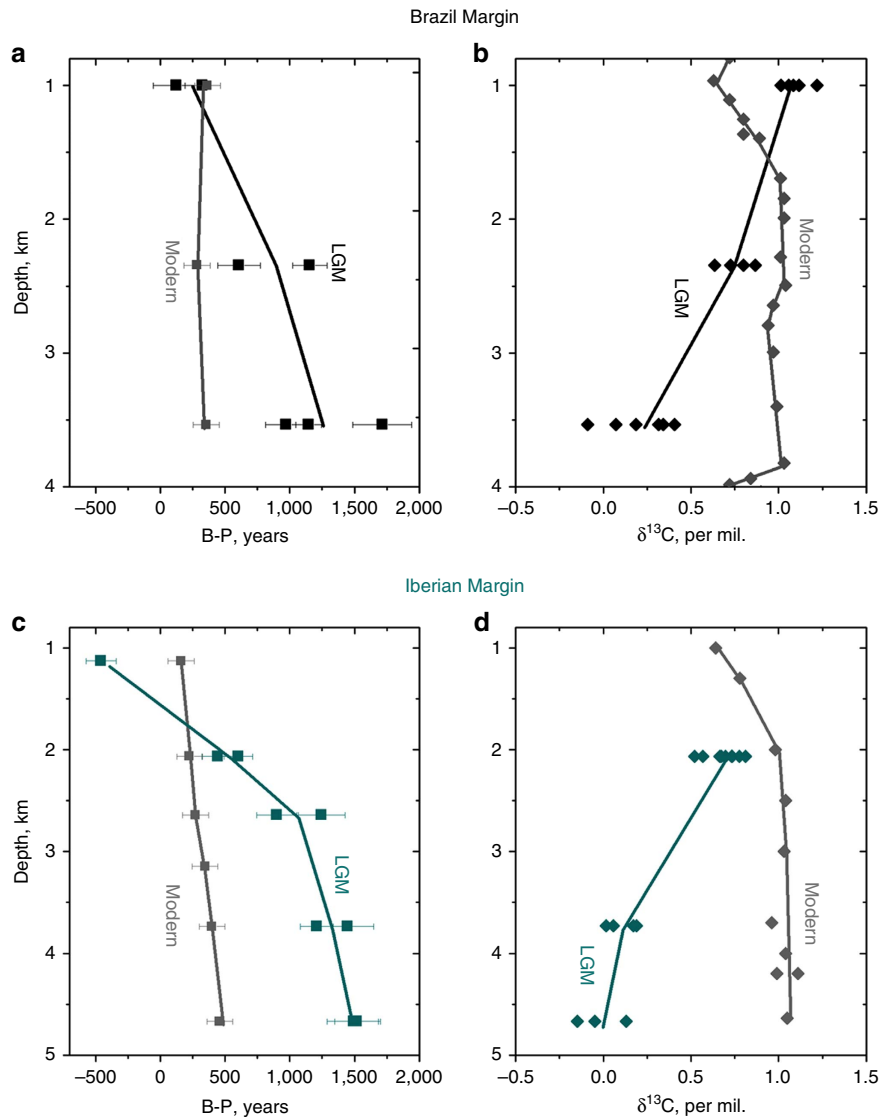 Brazil Margin
a
b
1
2
3
4
Depth, km
Modern
LGM
–500
0
500
1,000
1,500
2,000
B-P, years
LGM
Modern
–0.5
0.0
0.5
1.0
1.5
δ13C, per mil.
Iberian Margin
c
d
1
2
3
4
5
Depth, km
Modern
LGM
–500
0
500
1,000
1,500
2,000
B-P, years
LGM
Modern
–0.5
0.0
0.5
1.0
1.5
δ13C, per mil.